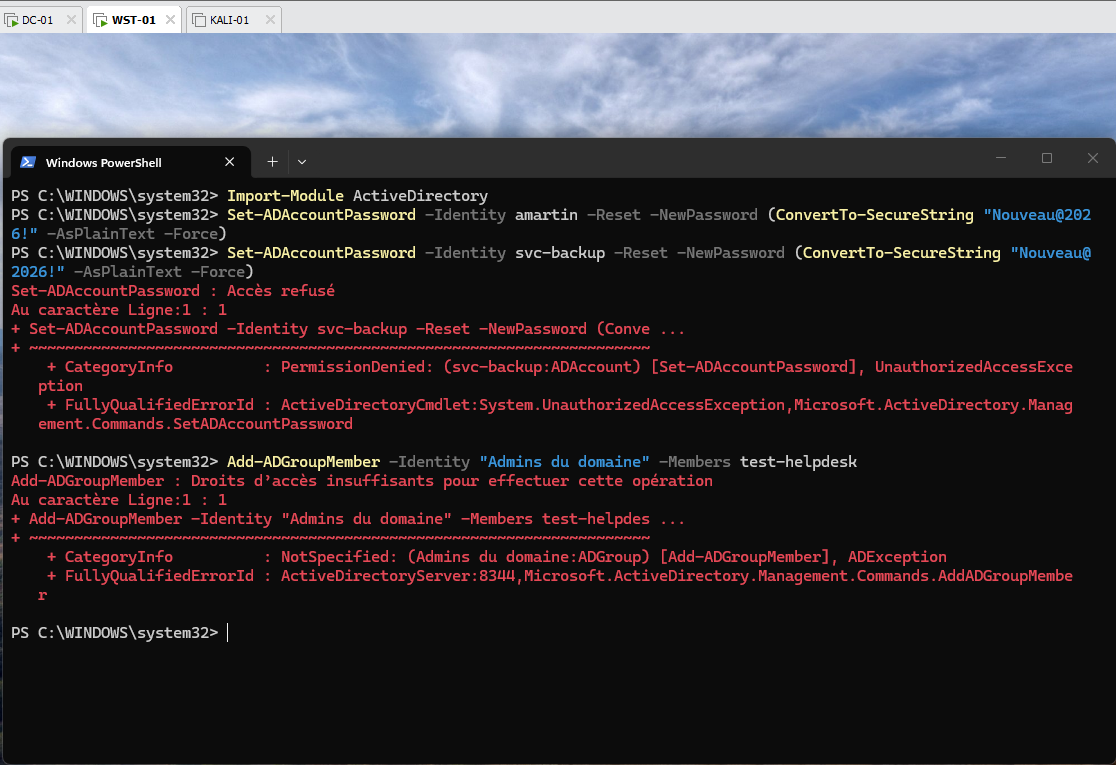 DC-01 WST-01 KALI-01
Windows PowerShell
PS C:\WINDOWS\system32> Import-Module ActiveDirectory
PS C:\WINDOWS\system32> Set-ADAccountPassword -Identity amartin -Reset -NewPassword (ConvertTo-SecureString "Nouveau@202
6!" -AsPlainText -Force)
PS C:\WINDOWS\system32> Set-ADAccountPassword -Identity svc-backup -Reset -NewPassword (ConvertTo-SecureString "Nouveau@
2026!" -AsPlainText -Force)
Set-ADAccountPassword : Accès refusé
Au caractère Ligne:1 : 1
+ Set-ADAccountPassword -Identity svc-backup -Reset -NewPassword (Conve ...
+ ~~~~~~~~~~~~~~~~~~~~~~~~~~~~~~~~~~~~~~~~~~~~~~~~~~~~~~~~~~~~~~~~~~~~~
+ CategoryInfo : PermissionDenied: (svc-backup:ADAccount) [Set-ADAccountPassword], UnauthorizedAccessExce
ption
+ FullyQualifiedErrorId : ActiveDirectoryCmdlet:System.UnauthorizedAccessException,Microsoft.ActiveDirectory.Manag
ement.Commands.SetADAccountPassword
PS C:\WINDOWS\system32> Add-ADGroupMember -Identity "Admins du domaine" -Members test-helpdesk
Add-ADGroupMember : Droits d’accès insuffisants pour effectuer cette opération
Au caractère Ligne:1 : 1
+ Add-ADGroupMember -Identity "Admins du domaine" -Members test-helpdes ...
+ ~~~~~~~~~~~~~~~~~~~~~~~~~~~~~~~~~~~~~~~~~~~~~~~~~~~~~~~~~~~~~~~~~~~~~
+ CategoryInfo : NotSpecified: (Admins du domaine:ADGroup) [Add-ADGroupMember], ADException
+ FullyQualifiedErrorId : ActiveDirectoryServer:8344,Microsoft.ActiveDirectory.Management.Commands.AddADGroupMembe
r
PS C:\WINDOWS\system32>